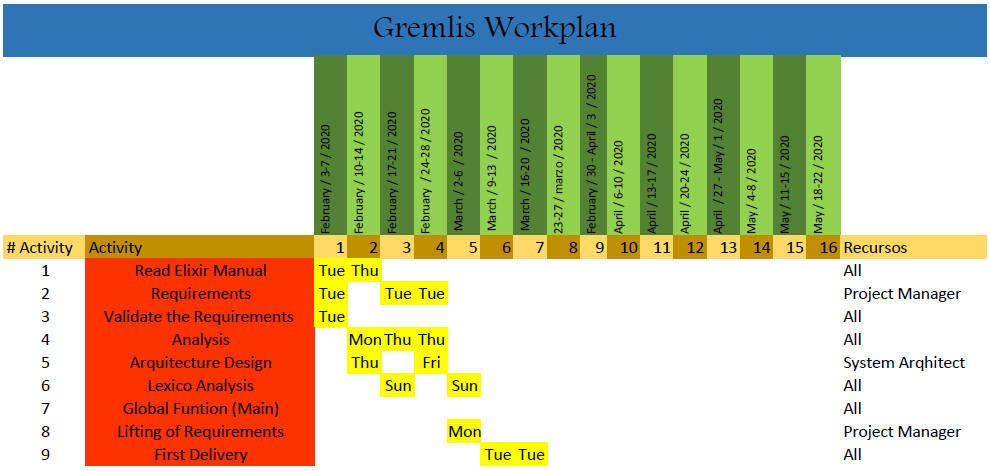 Gremlis Workplan
February / 3-7 / 2020
February / 10-14 / 2020
February / 17-21 / 2020
February / 24-28 / 2020
March / 2-6 / 2020
March / 9-13 / 2020
March / 16-20 / 2020
23-27 / marzo / 2020
February / 30 - April / 3 / 2020
April / 6-10 / 2020
April / 13-17 / 2020
April / 20-24 / 2020
April / 27 - May / 1 / 2020
May / 4-8 / 2020
May / 11-15 / 2020
May / 18-22 / 2020
# Activity Activity 1 2 3 4 5 6 7 8 9 10 11 12 13 14 15 16 Recursos
1 Read Elixir Manual Tue Thu All
2 Requirements Tue Tue Tue Project Manager
3 Validate the Requirements Tue All
4 Analysis Mon Thu Thu All
5 Arquitecture Design Thu Fri System Arqhitect
6 Lexico Analysis Sun Sun All
7 Global Funtion (Main) All
8 Lifting of Requirements Mon Project Manager
9 First Delivery Tue Tue All